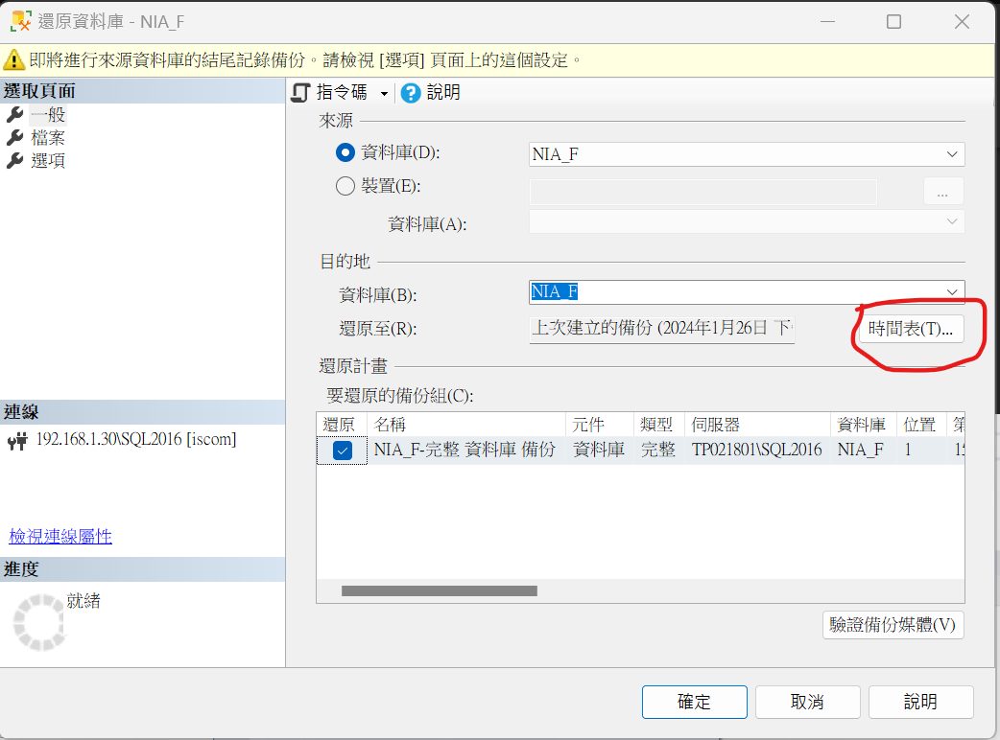 還原資料庫 - NIA_F
即將進行來源資料庫的結尾記錄備份。請檢視 [選項] 頁面上的這個設定。
選取頁面
一般
檔案
選項
連線
192.168.1.30\SQL2016 [iscom]
檢視連線屬性
進度
就緒
指令碼 說明
來源
資料庫(D): NIA_F
裝置(E): ...
資料庫(A):
目的地
資料庫(B): NIA_F
還原至(R): 上次建立的備份 (2024年1月26日 下 時間表(T)...
還原計畫
要還原的備份組(C):
還原 名稱 元件 類型 伺服器 資料庫 位置 第
NIA_F-完整 資料庫 備份 資料庫 完整 TP021801\SQL2016 NIA_F 1
驗證備份媒體(V)
確定 取消 說明